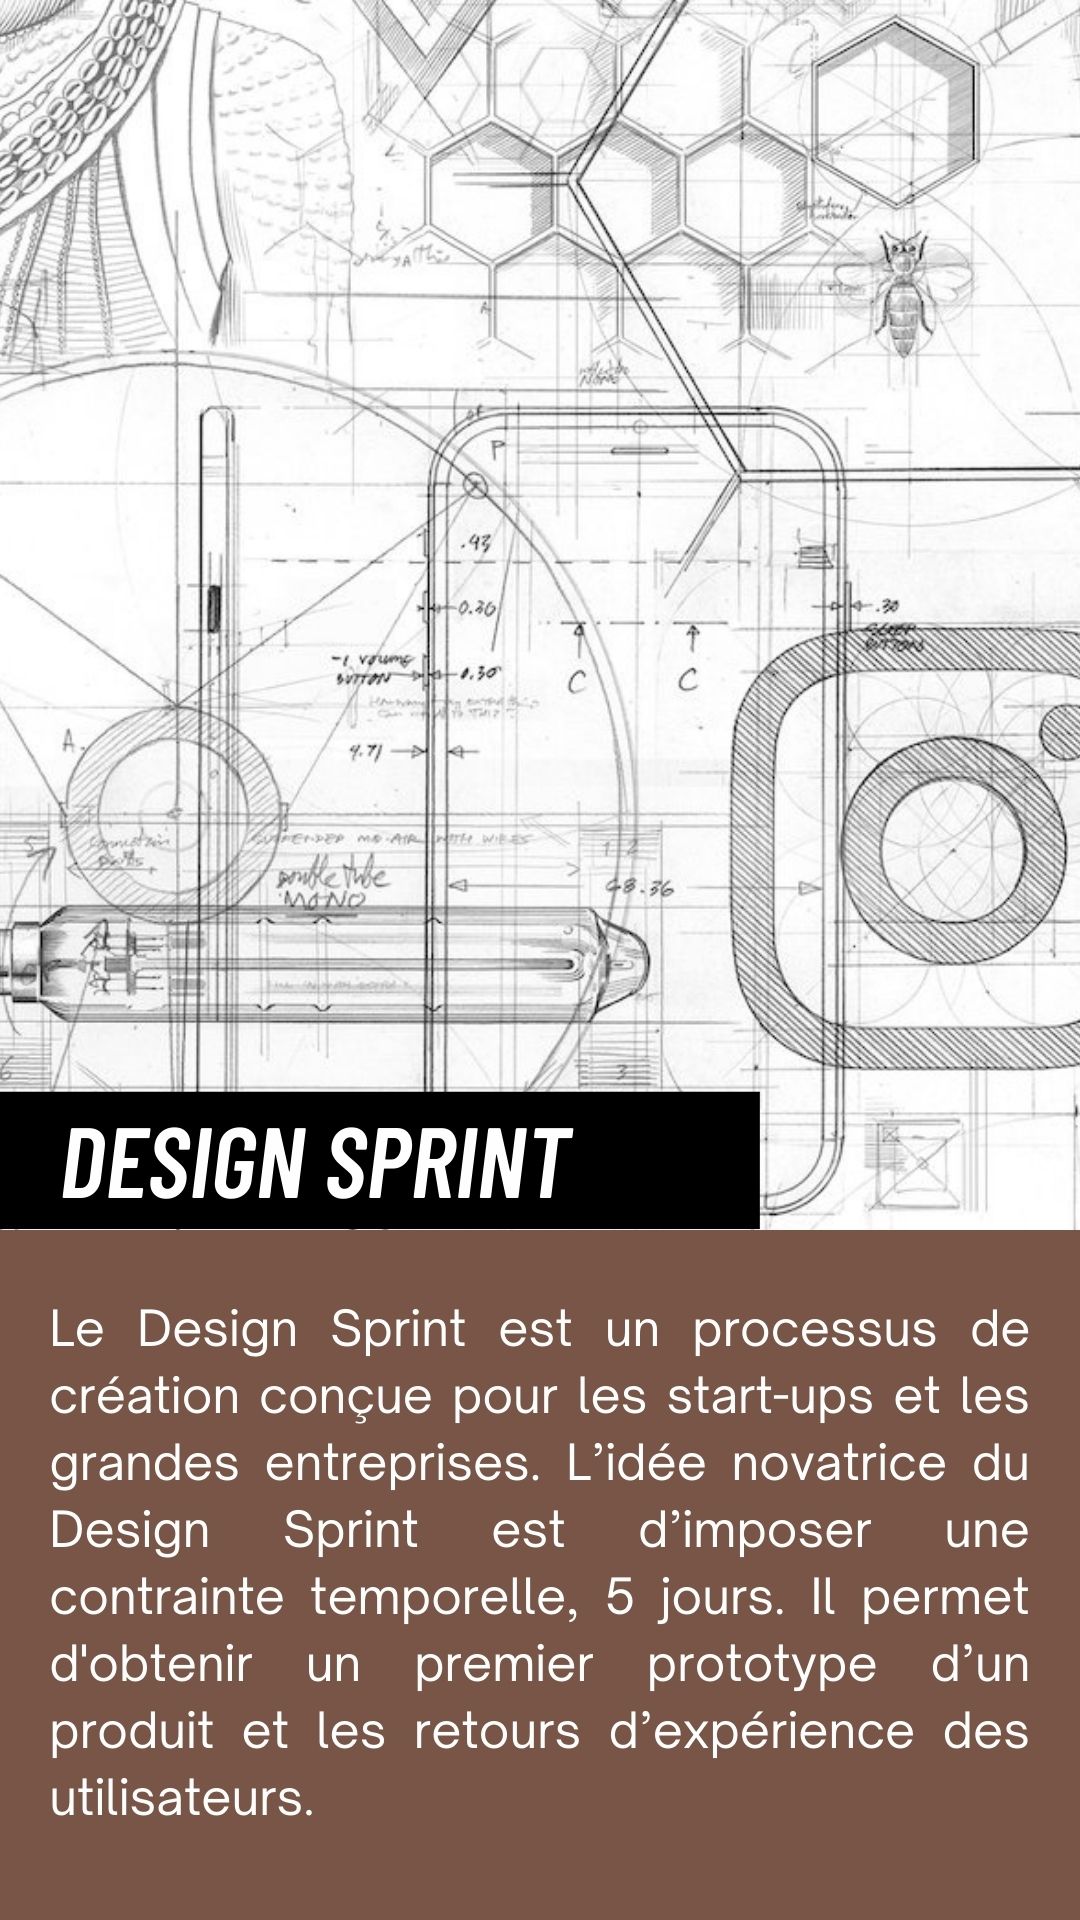 A.
P
.43
0.30
-1 VOLUME
BUTTON
0.30
4.71
C
C
.30
SLEEP
BUTTON
SUSPENDED MID-AIR WITH WIRES
double tube
MONO
68.36
3
DESIGN SPRINT
Le Design Sprint est un processus de
création conçue pour les start-ups et les
grandes entreprises. L’idée novatrice du
Design Sprint est d’imposer une
contrainte temporelle, 5 jours. Il permet
d'obtenir un premier prototype d’un
produit et les retours d’expérience des
utilisateurs.